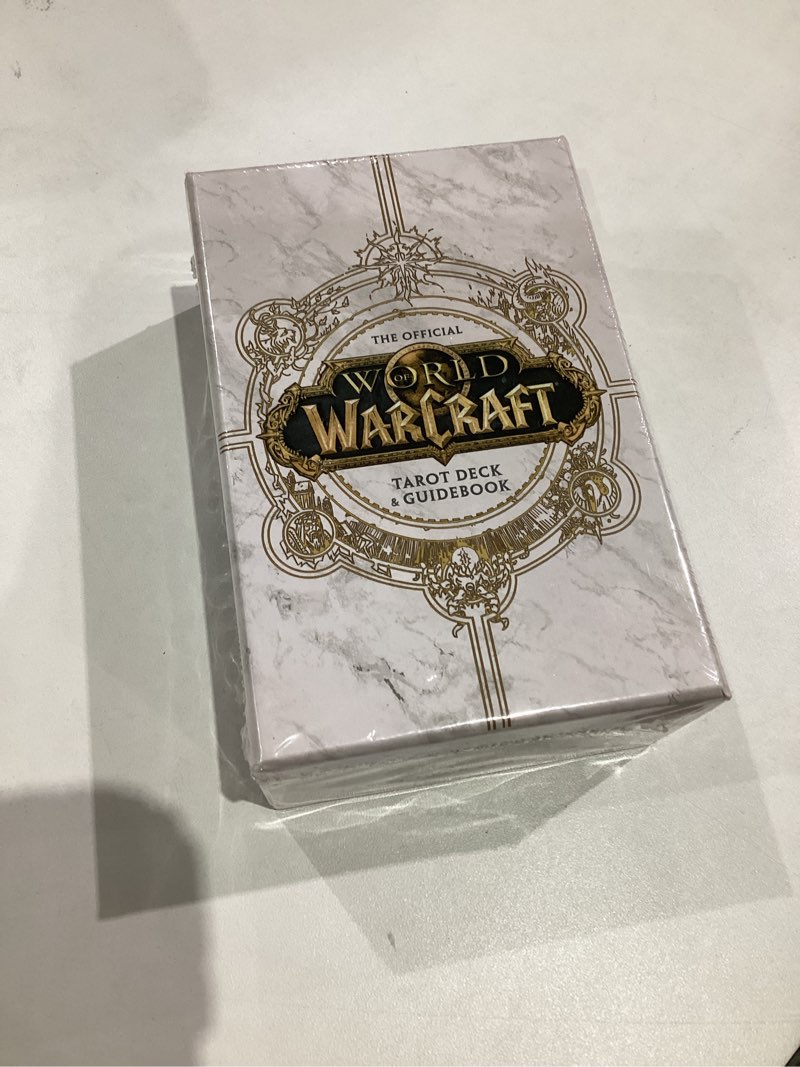 THE OFFICIAL
WORLD
OF
WARCRAFT
TAROT DECK
& GUIDEBOOK